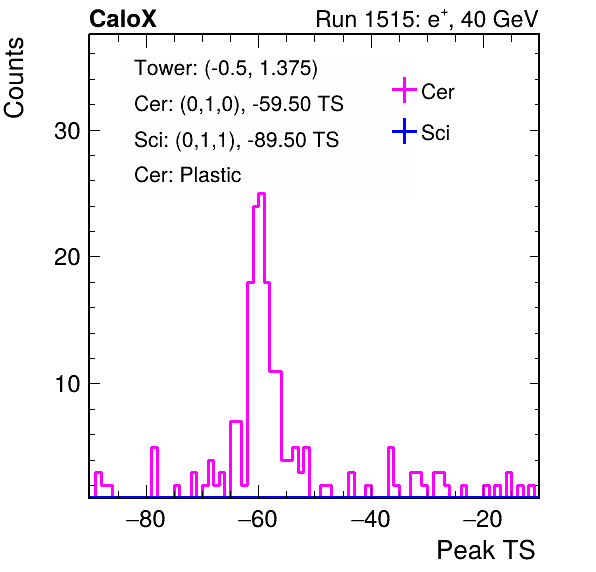 CaloX Run 1515: e⁺, 40 GeV
Counts
Tower: (-0.5, 1.375)
Cer: (0,1,0), -59.50 TS
Sci: (0,1,1), -89.50 TS
Cer: Plastic
Cer
Sci
30
20
10
−80 −60 −40 −20
Peak TS